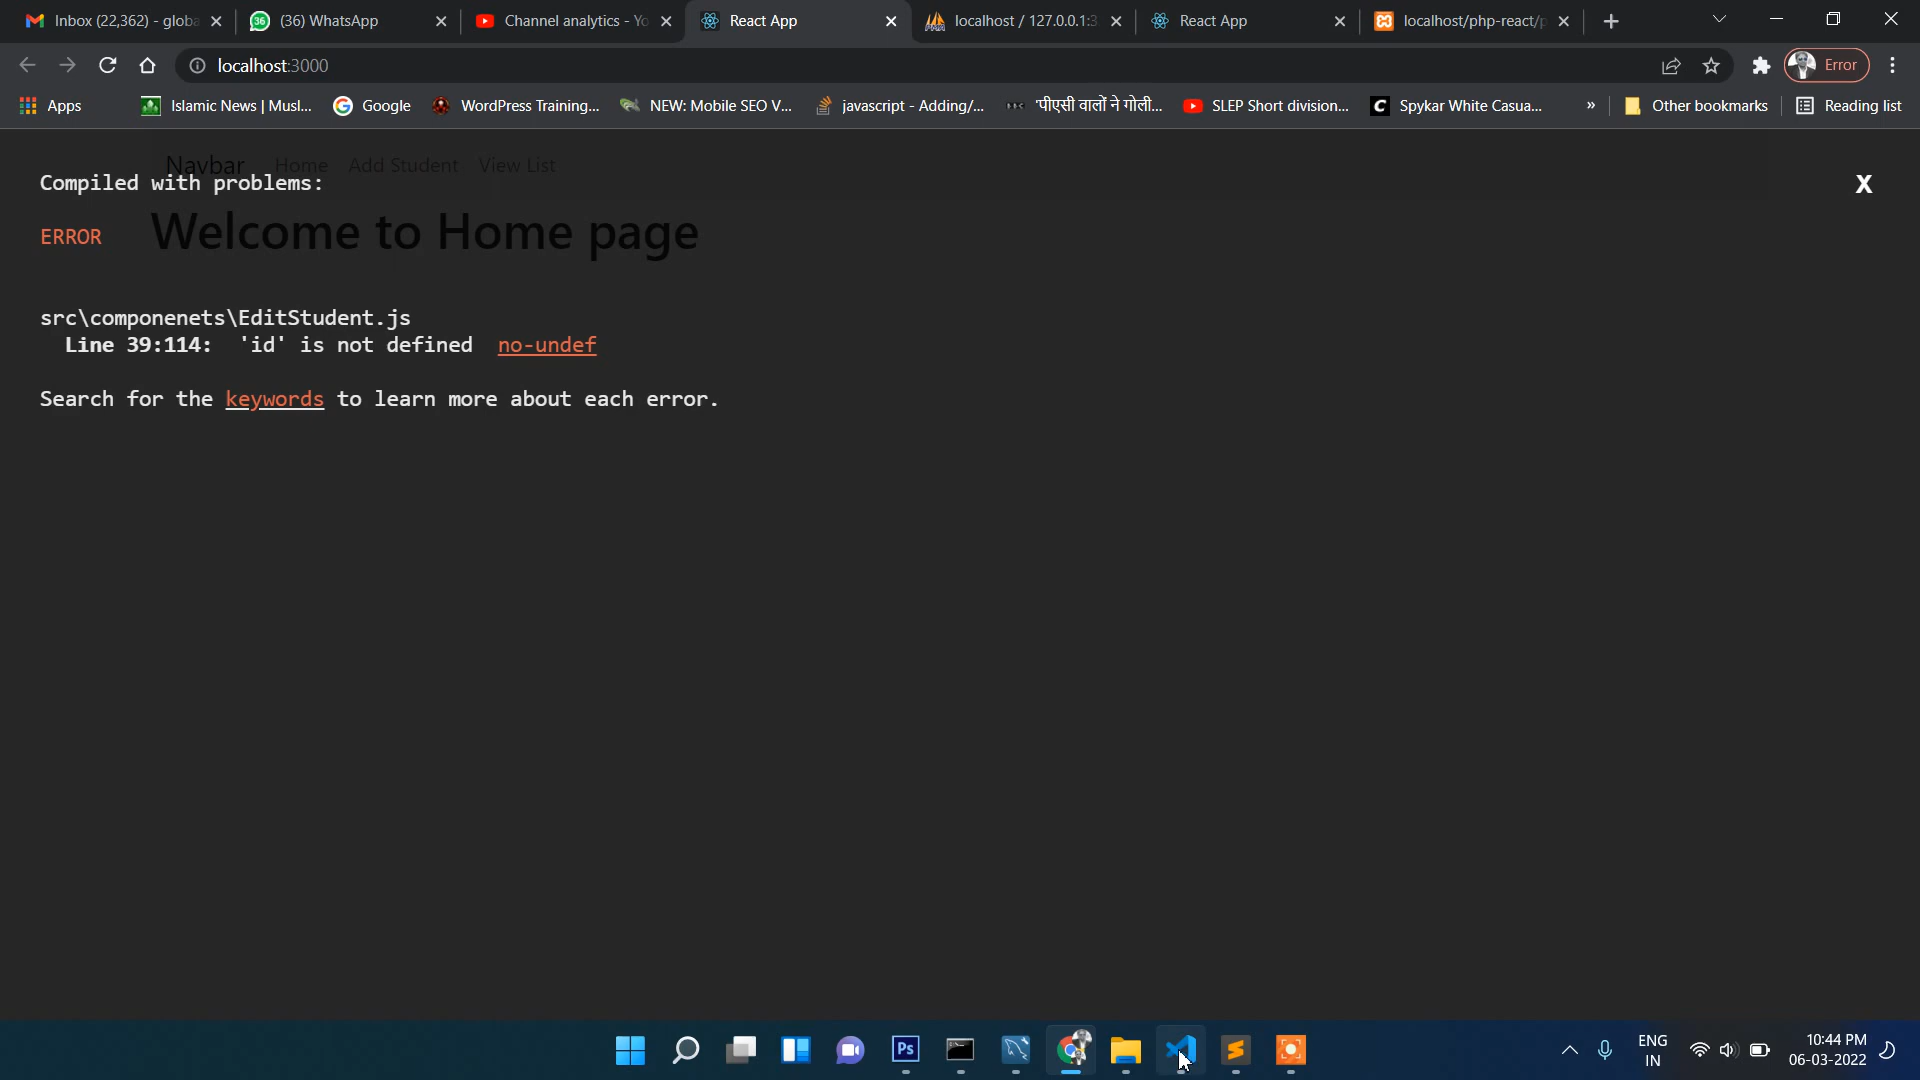 Inbox (22,362) - globa
(36) WhatsApp
Channel analytics - Yo
React App
localhost / 127.0.0.1:3
React App
localhost/php-react/p
localhost:3000
Error
Apps
Islamic News | Musl...
Google
WordPress Training...
NEW: Mobile SEO V...
javascript - Adding/...
'पीएसी वालों ने गोली...
SLEP Short division...
Spykar White Casua...
»
Other bookmarks
Reading list
Navbar Home Add Student View List
Compiled with problems:
X
Welcome to Home page
ERROR
src\componenets\EditStudent.js
Line 39:114: 'id' is not defined no-undef
Search for the keywords to learn more about each error.
36
Ps
ENG
IN
10:44 PM
06-03-2022